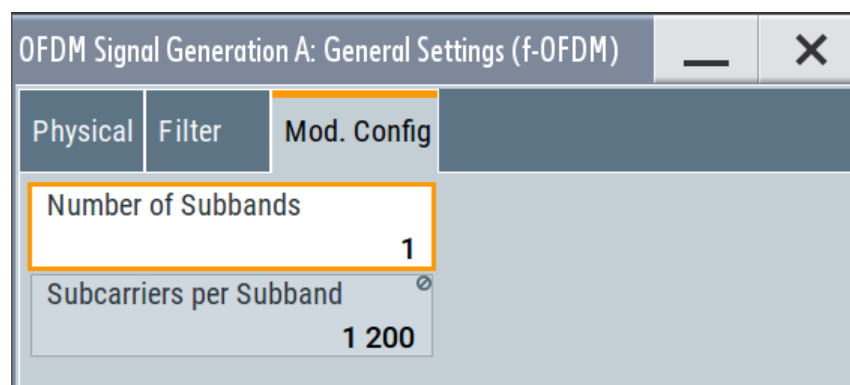 OFDM Signal Generation A: General Settings (f-OFDM)
Physical Filter Mod. Config
Number of Subbands
1
Subcarriers per Subband
1 200